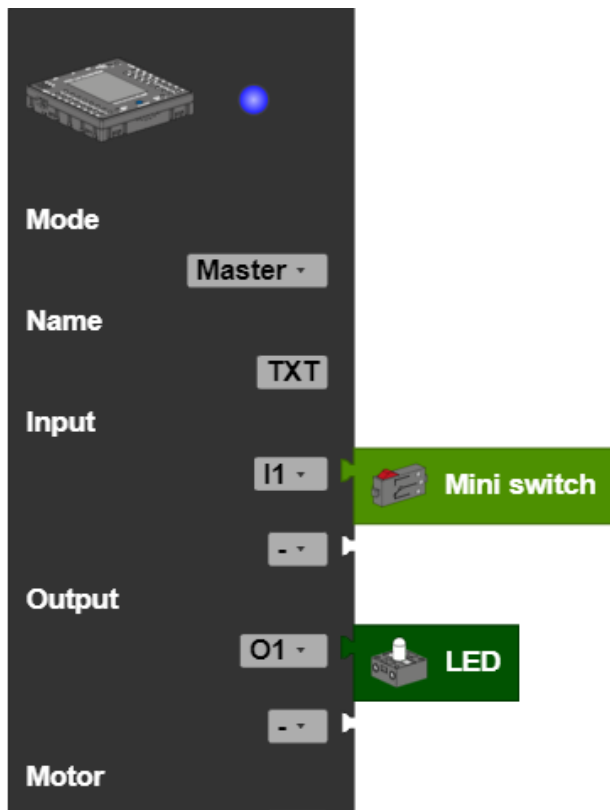 Mode
Master
Name
TXT
Input
I1
Mini switch
-
Output
O1
LED
-
Motor